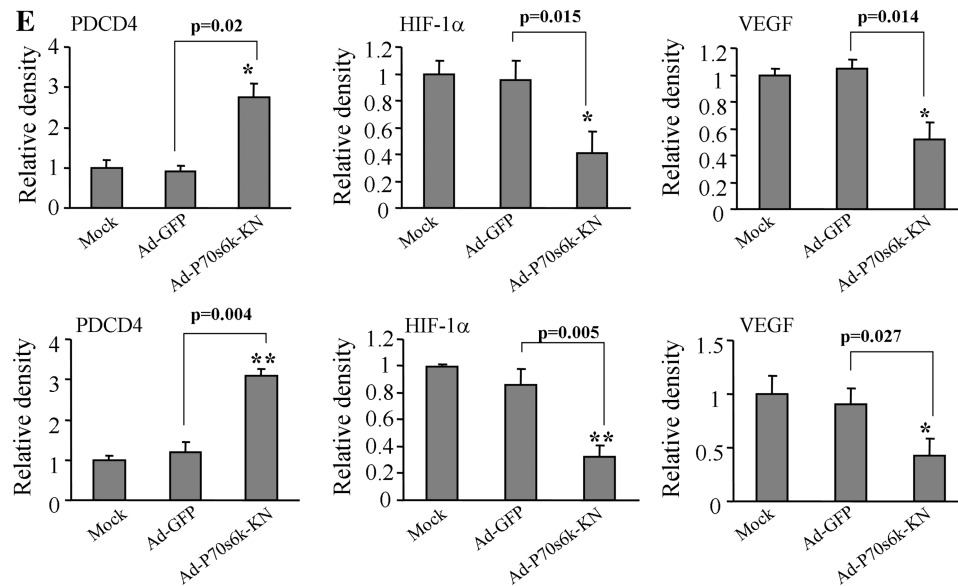 E
PDCD4
p=0.02
Relative density
4
3
2
1
0
*
Mock
Ad-GFP
Ad-P70s6k-KN
HIF-1α
p=0.015
Relative density
1.2
1
0.8
0.6
0.4
0.2
0
*
Mock
Ad-GFP
Ad-P70s6k-KN
VEGF
p=0.014
Relative density
1.2
1
0.8
0.6
0.4
1.2
0
*
Mock
Ad-GFP
Ad-P70s6k-KN
PDCD4
p=0.004
Relative density
4
3
2
1
0
**
Mock
Ad-GFP
Ad-P70s6k-KN
HIF-1α
p=0.005
Relative density
1.2
1
0.8
0.6
0.4
0.2
0
**
Mock
Ad-GFP
Ad-P70s6k-KN
VEGF
p=0.027
Relative density
1.5
1
0.5
0
*
Mock
Ad-GFP
Ad-P70s6k-KN